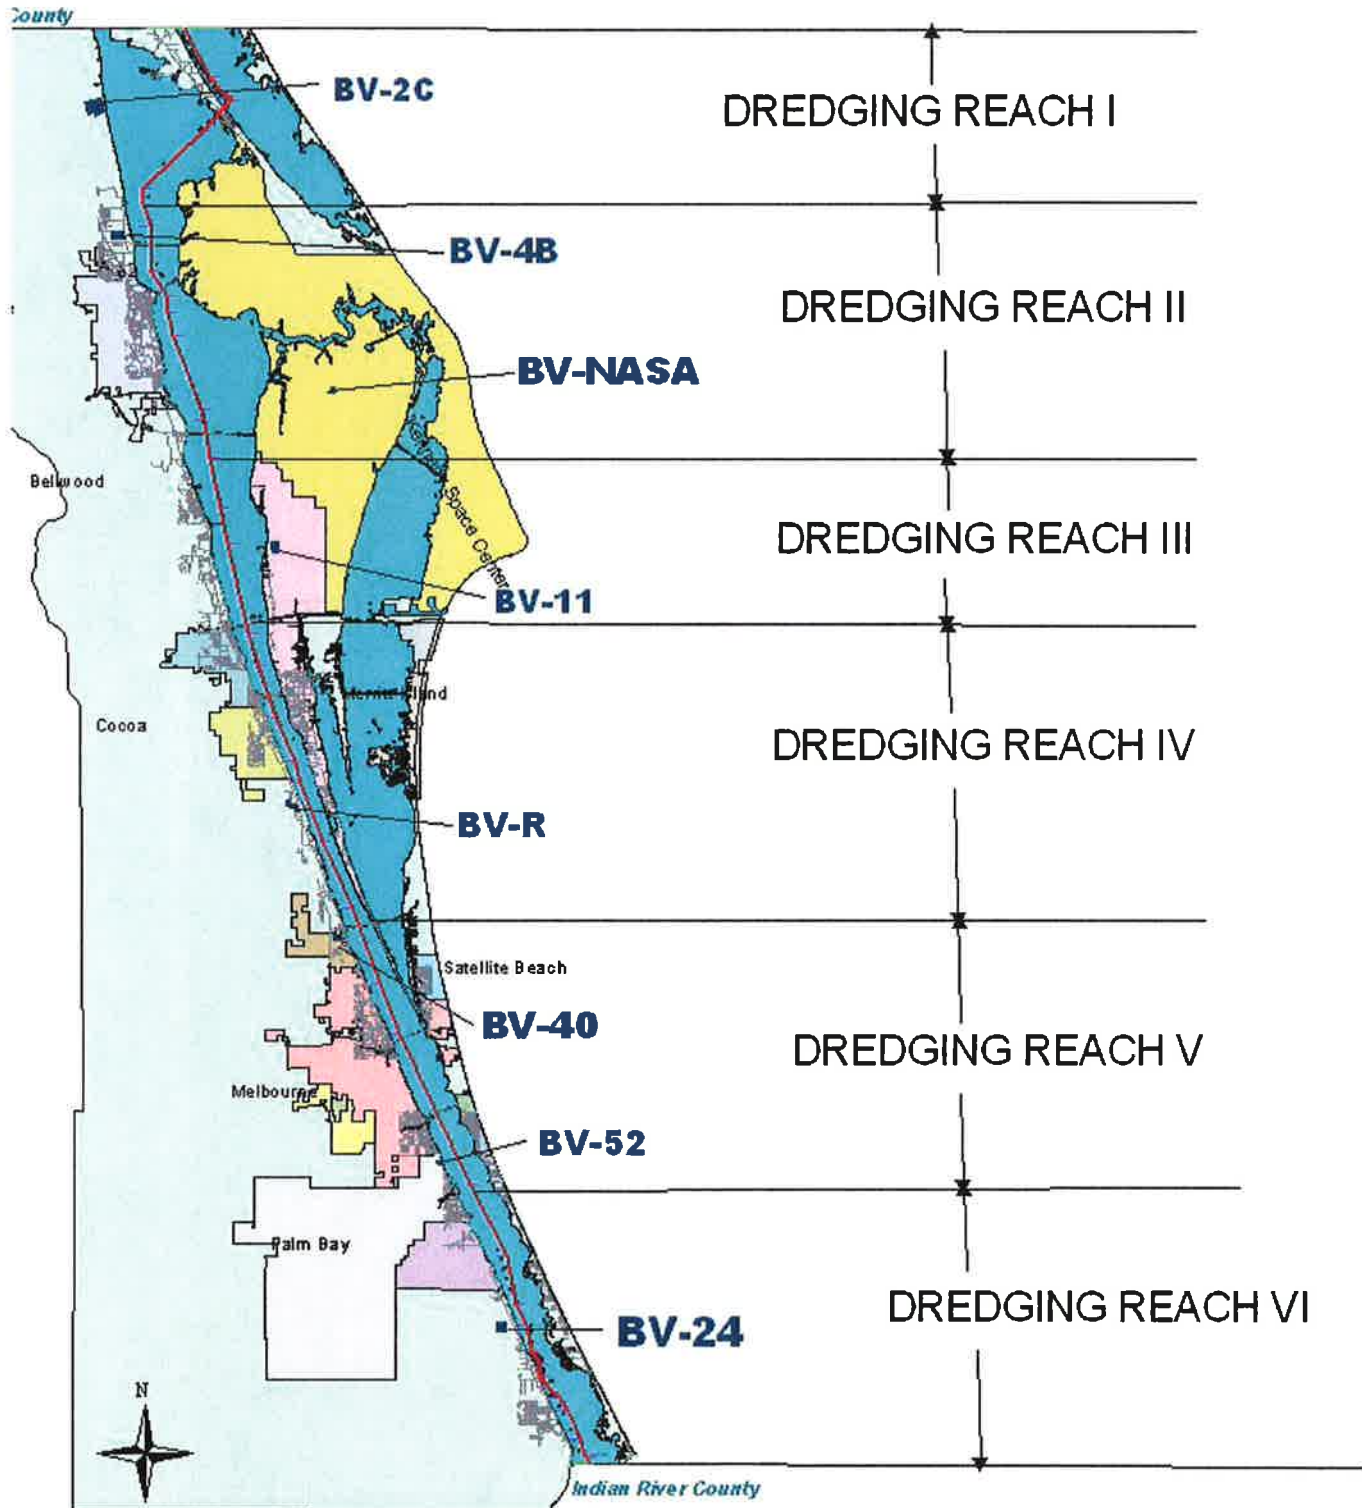 County
BV-2C
DREDGING REACH I
BV-4B
DREDGING REACH II
BV-NASA
Bellwood
Space Center
DREDGING REACH III
BV-11
Cocoa
DREDGING REACH IV
BV-R
Satellite Beach
BV-40
DREDGING REACH V
Melbourne
BV-52
Palm Bay
DREDGING REACH VI
BV-24
N
Indian River County